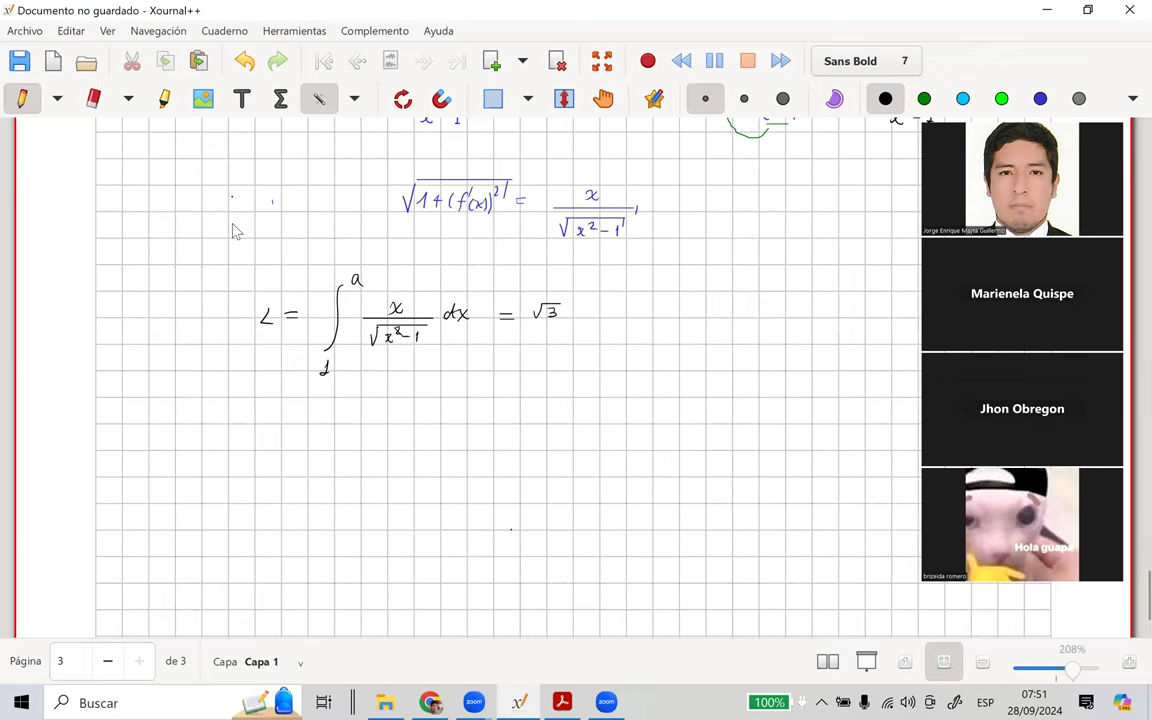 Documento no guardado - Xournal++
Archivo Editar Ver Navegación Cuaderno Herramientas Complemento Ayuda
Sans Bold 7
√1+(f'(x))² = x / √x²-1
L = ∫₁ᵃ x / √x²-1 dx = √3
Jorge Enrique Mayta Guillermo
Marienela Quispe
Jhon Obregon
Hola guapa
brizeida romero
Página 3 de 3 Capa Capa 1
208%
Buscar
100%
ESP
07:51
28/09/2024